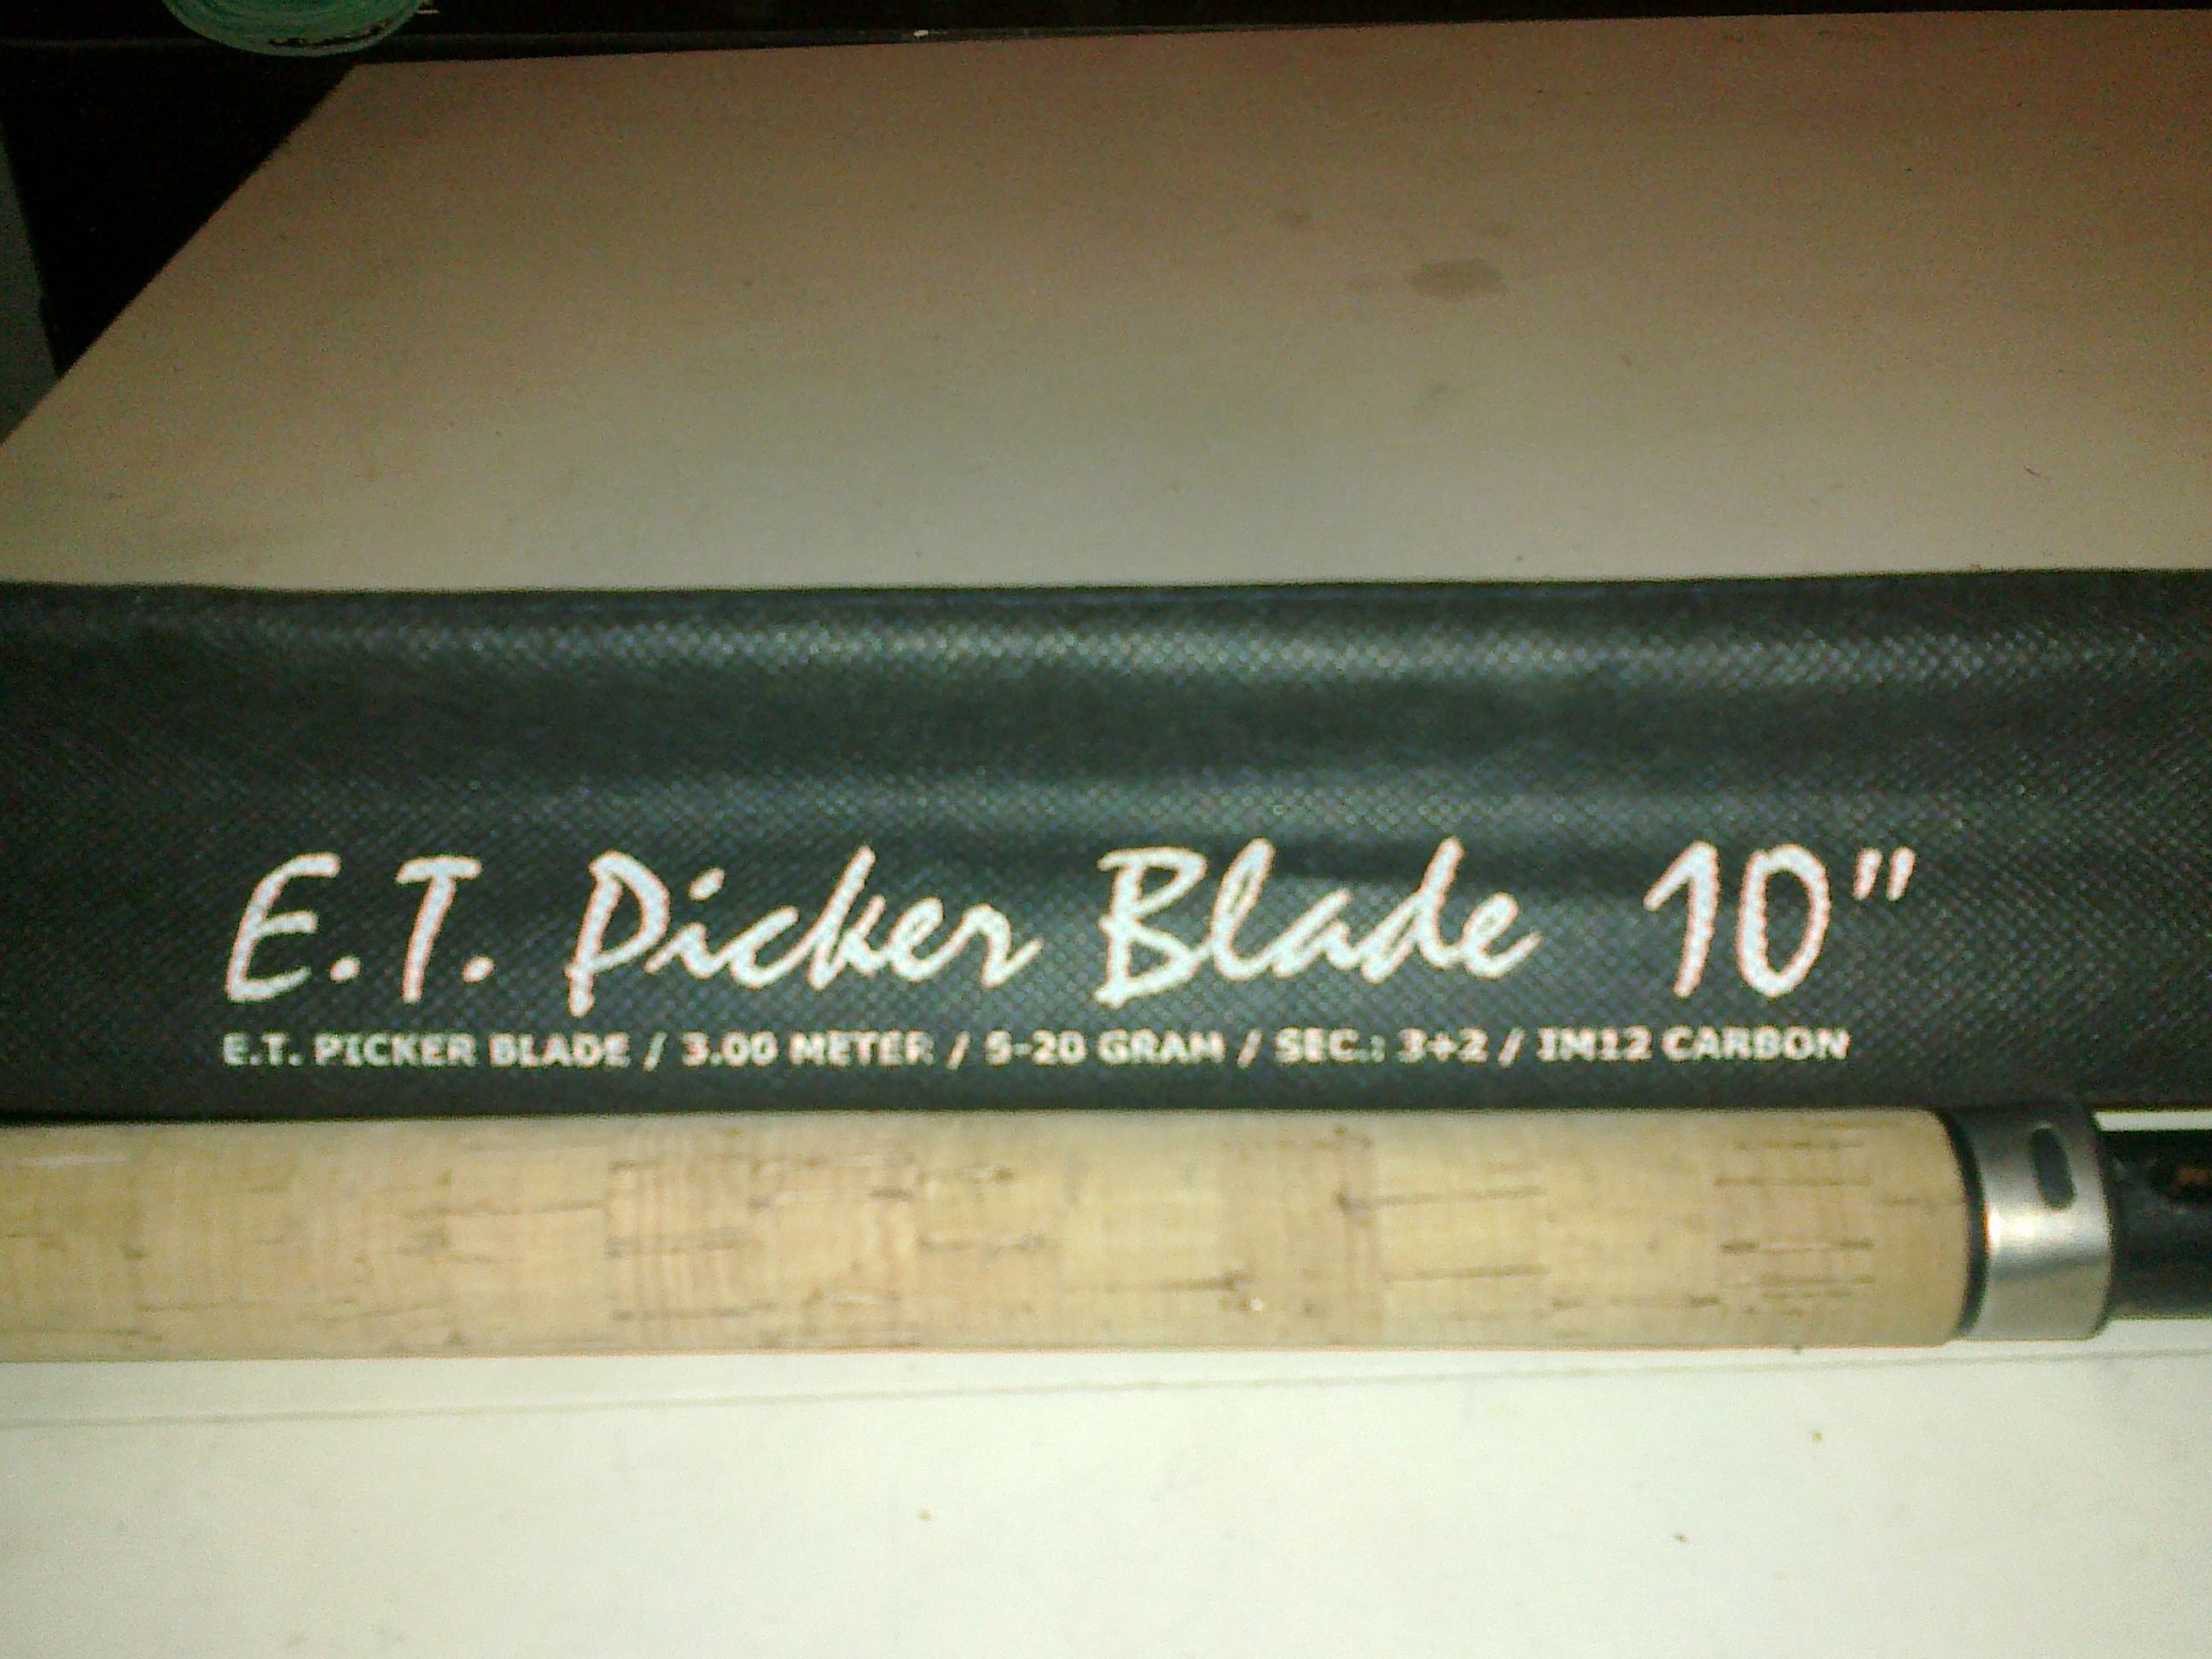 E.T. Picker Blade 10"
E.T. PICKER BLADE / 3.00 METER / 5-20 GRAM / SEC.: 3+2 / IM12 CARBON